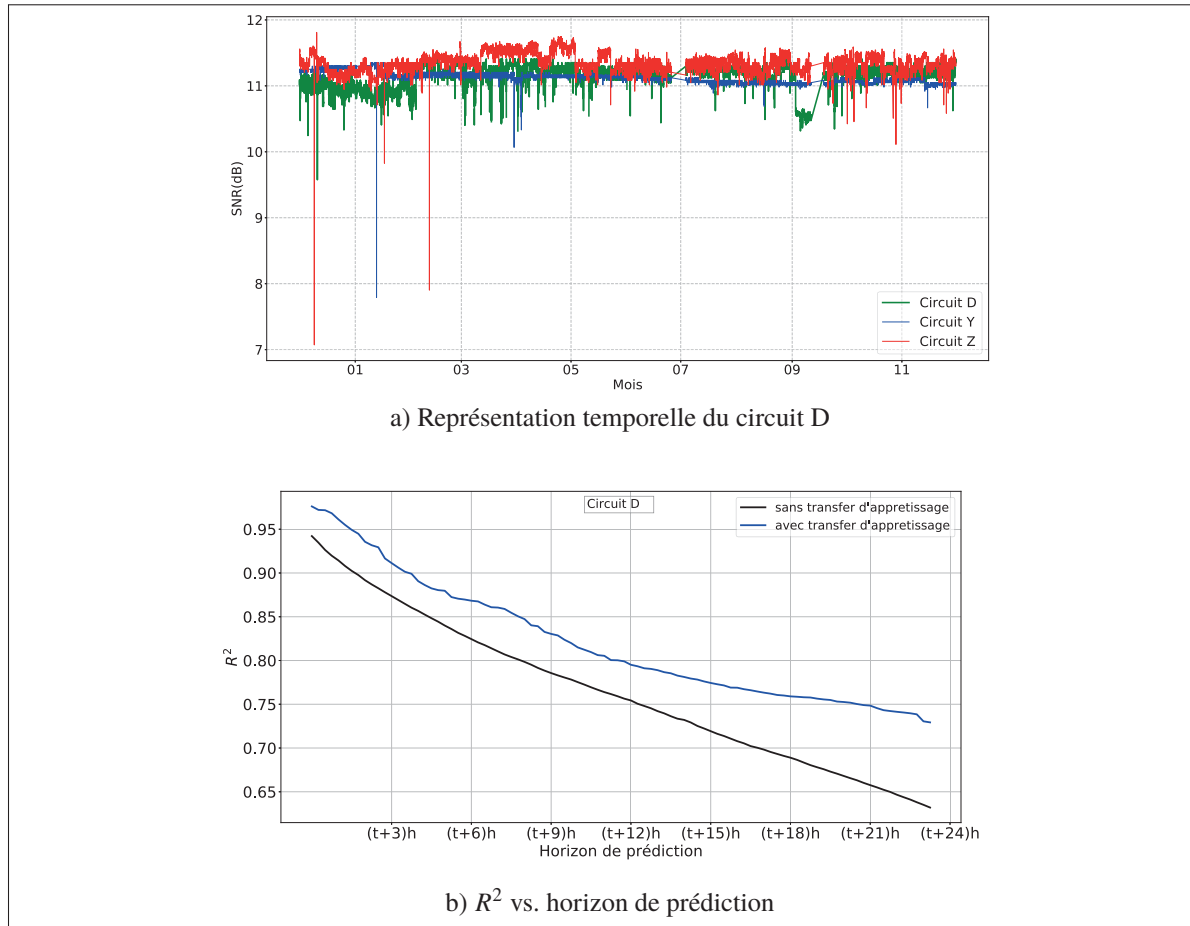 12
11
10
9
8
7
SNR(dB)
01 03 05 07 09 11
Mois
Circuit D
Circuit Y
Circuit Z
a) Représentation temporelle du circuit D
Circuit D
sans transfer d'appretissage
avec transfer d'appretissage
0.95
0.90
0.85
0.80
0.75
0.70
0.65
R²
(t+3)h (t+6)h (t+9)h (t+12)h (t+15)h (t+18)h (t+21)h (t+24)h
Horizon de prédiction
b) R² vs. horizon de prédiction